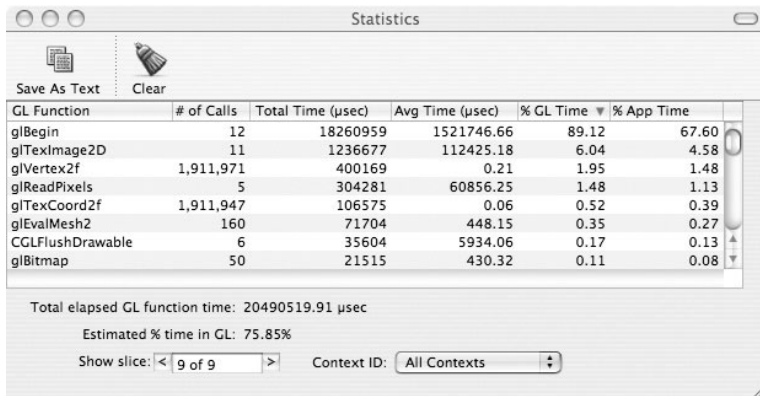 Statistics
Save As Text Clear
GL Function # of Calls Total Time (µsec) Avg Time (µsec) % GL Time % App Time
glBegin 12 18260959 1521746.66 89.12 67.60
glTexImage2D 11 1236677 112425.18 6.04 4.58
glVertex2f 1,911,971 400169 0.21 1.95 1.48
glReadPixels 5 304281 60856.25 1.48 1.13
glTexCoord2f 1,911,947 106575 0.06 0.52 0.39
glEvalMesh2 160 71704 448.15 0.35 0.27
CGLFlushDrawable 6 35604 5934.06 0.17 0.13
glBitmap 50 21515 430.32 0.11 0.08
Total elapsed GL function time: 20490519.91 µsec
Estimated % time in GL: 75.85%
Show slice: < 9 of 9 > Context ID: All Contexts